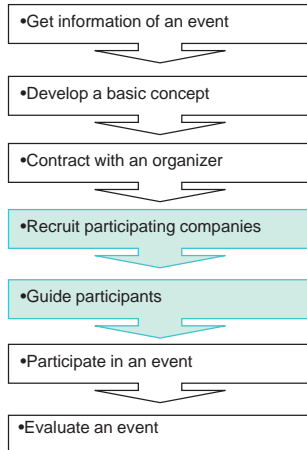 •Get information of an event
•Develop a basic concept
•Contract with an organizer
•Recruit participating companies
•Guide participants
•Participate in an event
•Evaluate an event